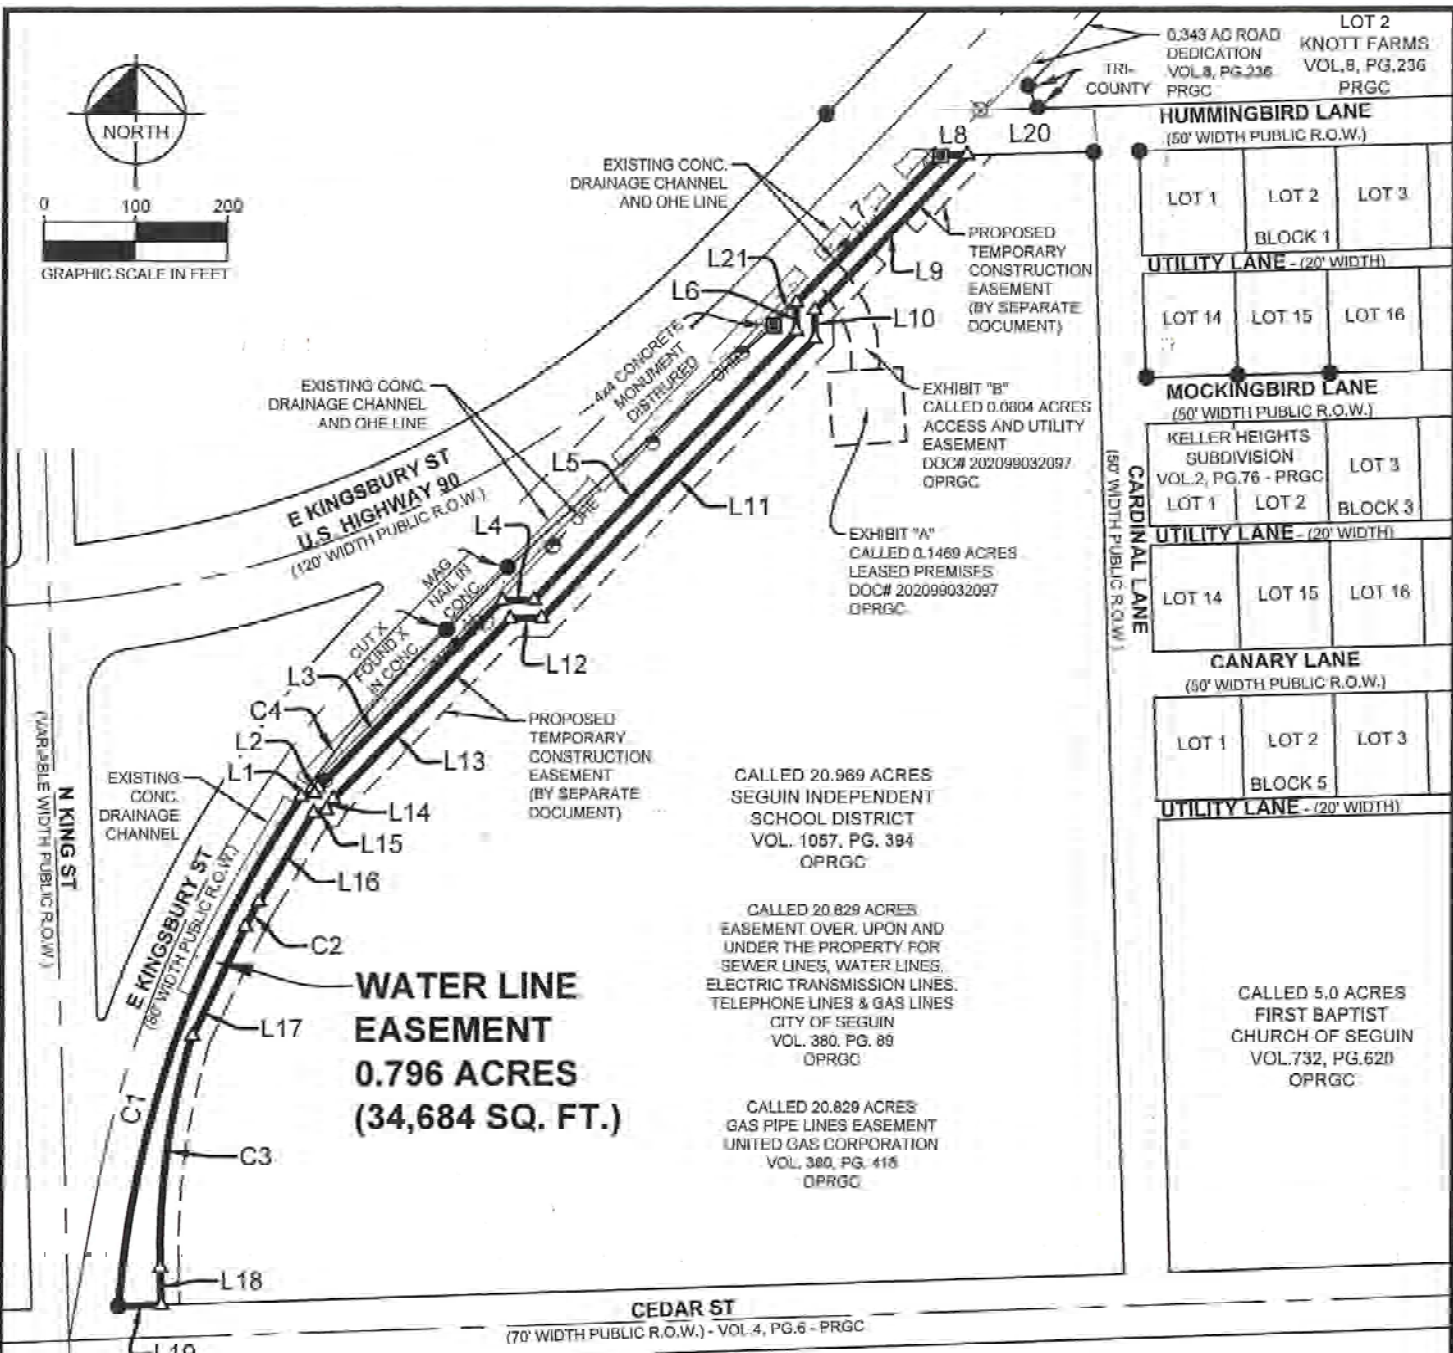 NORTH
0 100 200
GRAPHIC SCALE IN FEET
0.343 AC ROAD
DEDICATION
VOL.8, PG.236
PRGC
LOT 2
KNOTT FARMS
VOL.8, PG.236
PRGC
TRI-
COUNTY
HUMMINGBIRD LANE
(50' WIDTH PUBLIC R.O.W.)
L8
L20
EXISTING CONC.
DRAINAGE CHANNEL
AND OHE LINE
L7
LOT 1
LOT 2
LOT 3
BLOCK 1
UTILITY LANE - (20' WIDTH)
PROPOSED
TEMPORARY
CONSTRUCTION
EASEMENT
(BY SEPARATE
DOCUMENT)
L21
L9
L6
L10
LOT 14
LOT 15
LOT 16
4x4 CONCRETE
MONUMENT
DISTRIURED
MOCKINGBIRD LANE
(50' WIDTH PUBLIC R.O.W.)
EXISTING CONC.
DRAINAGE CHANNEL
AND OHE LINE
EXHIBIT "B"
CALLED 0.0804 ACRES
ACCESS AND UTILITY
EASEMENT
DOC# 202099032097
OPRGC
KELLER HEIGHTS
SUBDIVISION
VOL.2, PG.76 - PRGC
LOT 1
LOT 2
LOT 3
BLOCK 3
UTILITY LANE - (20' WIDTH)
E KINGSBURY ST
U.S. HIGHWAY 90
(120' WIDTH PUBLIC R.O.W.)
L5
L11
L4
OHE
EXHIBIT "A"
CALLED 0.1469 ACRES
LEASED PREMISES
DOC# 202099032097
OPRGC
CARDINAL LANE
(50' WIDTH PUBLIC R.O.W.)
LOT 14
LOT 15
LOT 16
MAG
NAIL IN
CONC.
CUT X
FOUND X
IN CONC.
L12
CANARY LANE
(50' WIDTH PUBLIC R.O.W.)
L3
C4
L2
L1
PROPOSED
TEMPORARY
CONSTRUCTION
EASEMENT
(BY SEPARATE
DOCUMENT)
L13
LOT 1
LOT 2
LOT 3
BLOCK 5
UTILITY LANE - (20' WIDTH)
EXISTING
CONC.
DRAINAGE
CHANNEL
L14
L15
L16
CALLED 20.969 ACRES
SEGUIN INDEPENDENT
SCHOOL DISTRICT
VOL. 1057, PG. 394
OPRGC
N KING ST
(VARIABLE WIDTH PUBLIC R.O.W.)
E KINGSBURY ST
(80' WIDTH PUBLIC R.O.W.)
C2
CALLED 20.829 ACRES
EASEMENT OVER, UPON AND
UNDER THE PROPERTY FOR
SEWER LINES, WATER LINES,
ELECTRIC TRANSMISSION LINES,
TELEPHONE LINES & GAS LINES
CITY OF SEGUIN
VOL. 380, PG. 89
OPRGC
WATER LINE
EASEMENT
0.796 ACRES
(34,684 SQ. FT.)
L17
CALLED 5.0 ACRES
FIRST BAPTIST
CHURCH OF SEGUIN
VOL.732, PG.620
OPRGC
C1
C3
CALLED 20.829 ACRES
GAS PIPE LINES EASEMENT
UNITED GAS CORPORATION
VOL. 380, PG. 418
OPRGC
L18
CEDAR ST
(70' WIDTH PUBLIC R.O.W.) - VOL.4, PG.6 - PRGC
L19